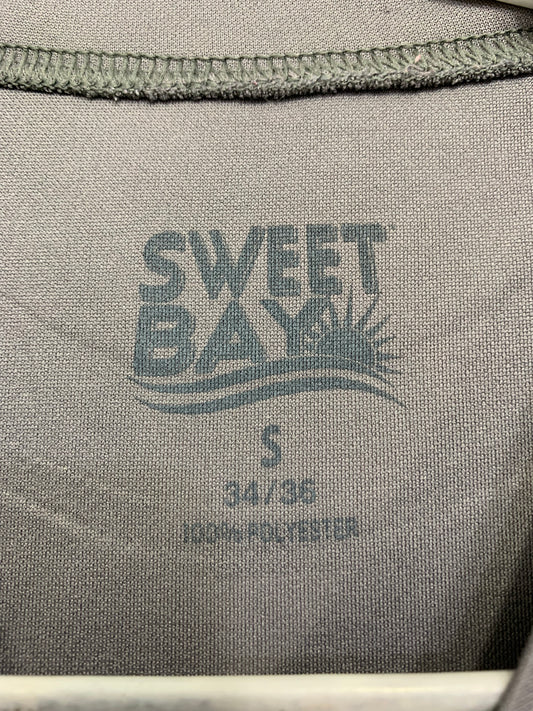 SWEET
BAY
S
34/36
100% POLYESTER